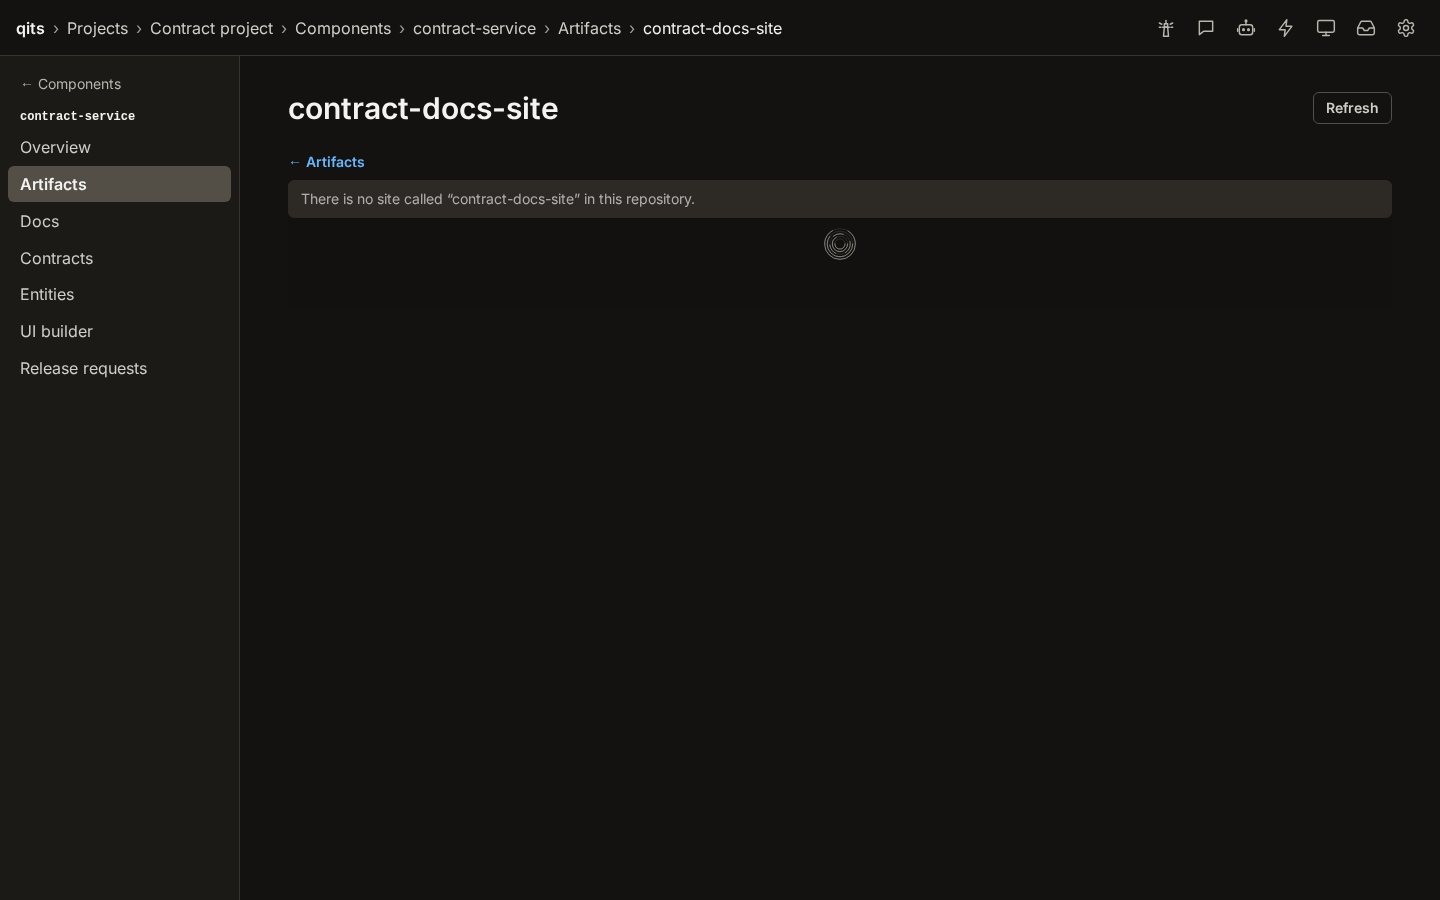 qits › Projects › Contract project › Components › contract-service › Artifacts › contract-docs-site
← Components
contract-service
Overview
Artifacts
Docs
Contracts
Entities
UI builder
Release requests
contract-docs-site
Refresh
← Artifacts
There is no site called “contract-docs-site” in this repository.